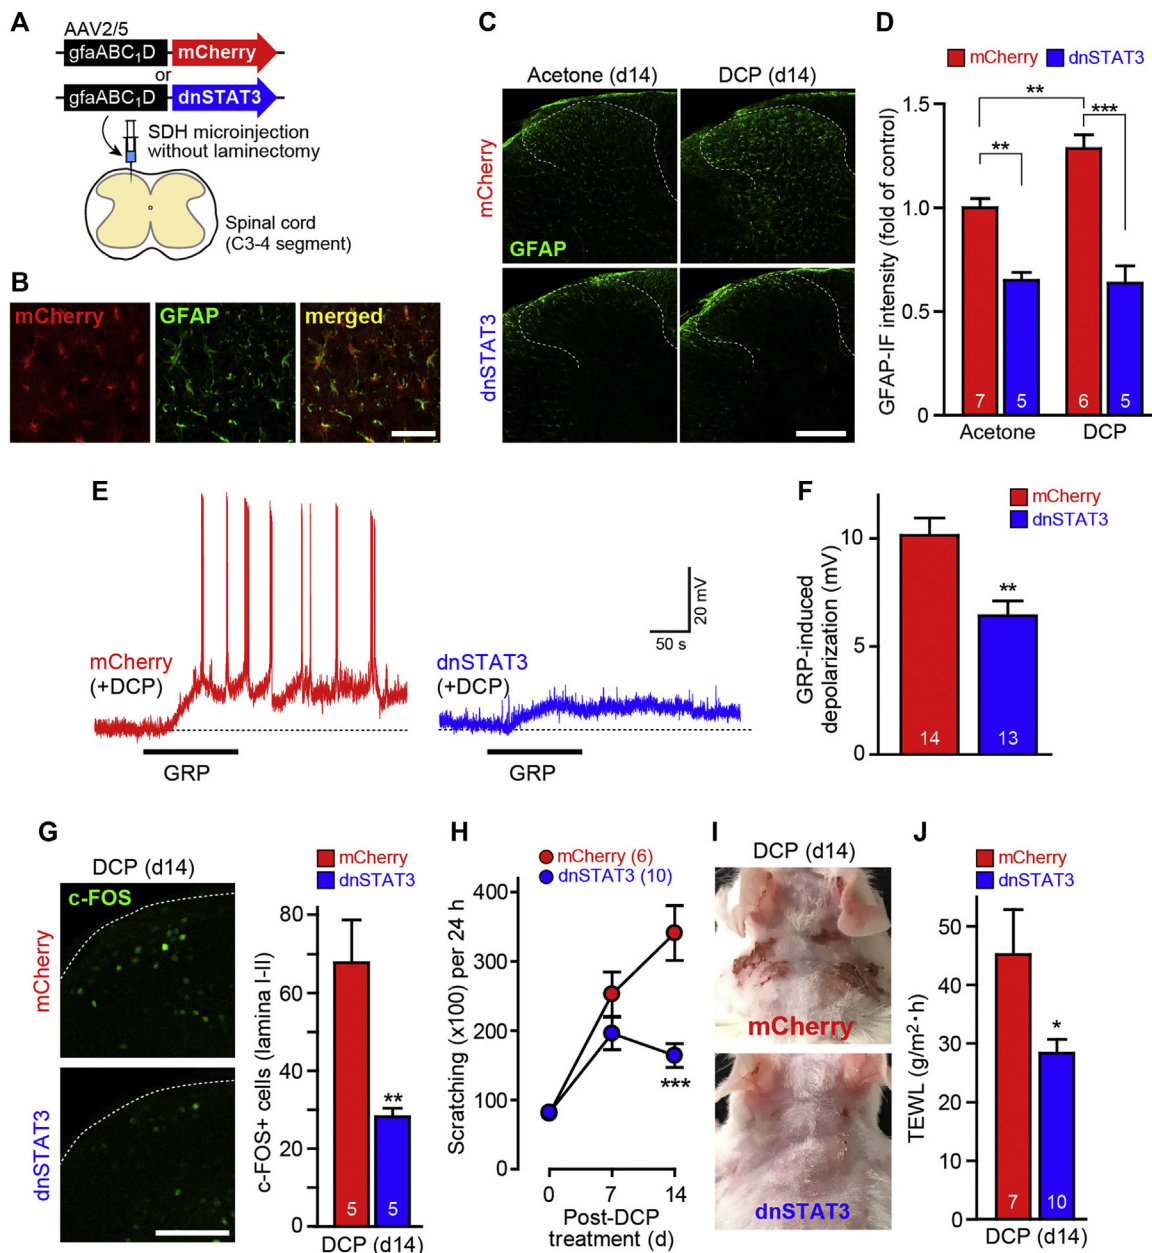 A
AAV2/5
gfaABC₁D mCherry
or
gfaABC₁D dnSTAT3
SDH microinjection
without laminectomy
Spinal cord
(C3-4 segment)
B
mCherry
GFAP
merged
C
Acetone (d14)
DCP (d14)
mCherry
GFAP
dnSTAT3
D
mCherry
dnSTAT3
GFAP-IF intensity (fold of control)
1.5
1.0
0.5
0
**
**
***
7
5
6
5
Acetone
DCP
E
mCherry
(+DCP)
GRP
dnSTAT3
(+DCP)
GRP
20 mV
50 s
F
mCherry
dnSTAT3
GRP-induced
depolarization (mV)
10
5
0
**
14
13
G
DCP (d14)
c-FOS
mCherry
dnSTAT3
mCherry
dnSTAT3
c-FOS+ cells (lamina I-II)
80
60
40
20
0
**
5
5
DCP (d14)
H
mCherry (6)
dnSTAT3 (10)
Scratching (x100) per 24 h
400
300
200
100
0
***
0
7
14
Post-DCP
treatment (d)
I
DCP (d14)
mCherry
dnSTAT3
J
mCherry
dnSTAT3
TEWL (g/m²·h)
50
40
30
20
10
0
*
7
10
DCP (d14)